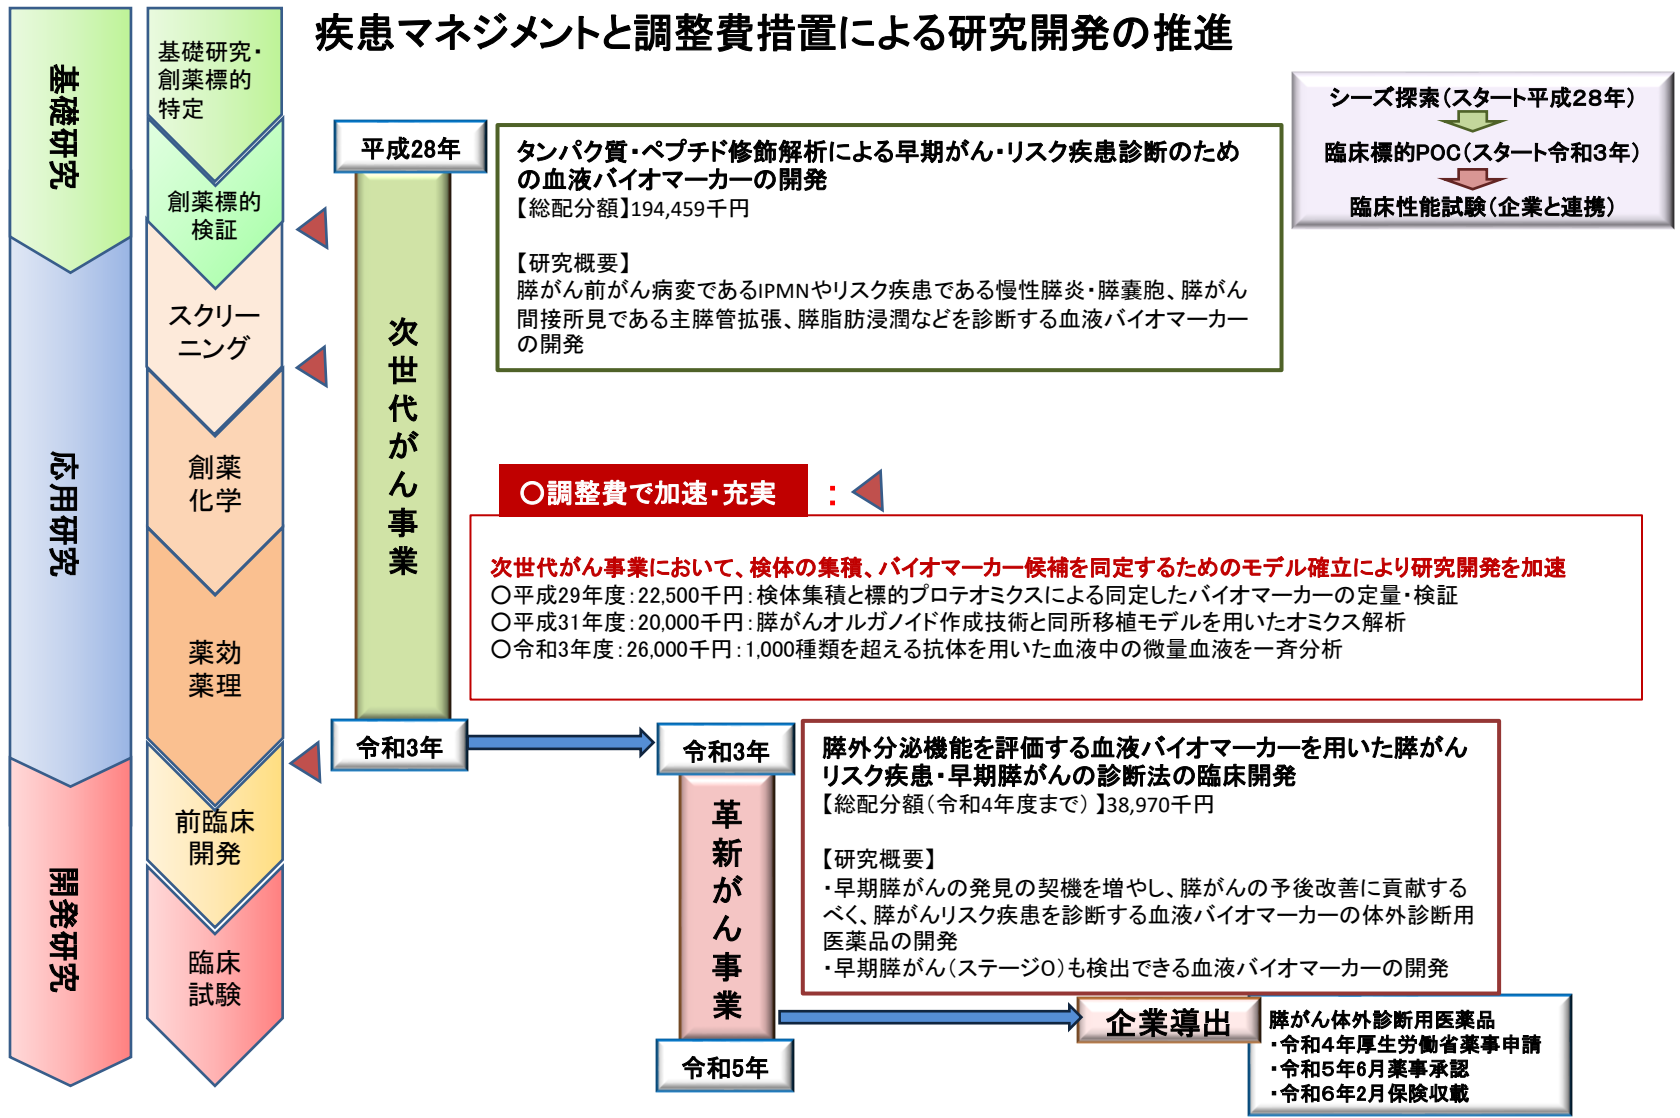 疾患マネジメントと調整費措置による研究開発の推進
基礎研究
応用研究
開発研究
基礎研究・
創薬標的
特定
創薬標的
検証
スクリー
ニング
創薬
化学
薬効
薬理
前臨床
開発
臨床
試験
シーズ探索(スタート平成28年)
臨床標的POC(スタート令和3年)
臨床性能試験(企業と連携)
平成28年
次世代がん事業
令和3年
タンパク質・ペプチド修飾解析による早期がん・リスク疾患診断のため
の血液バイオマーカーの開発
【総配分額】194,459千円
【研究概要】
膵がん前がん病変であるIPMNやリスク疾患である慢性膵炎・膵嚢胞、膵がん
間接所見である主膵管拡張、膵脂肪浸潤などを診断する血液バイオマーカー
の開発
〇調整費で加速・充実 :
次世代がん事業において、検体の集積、バイオマーカー候補を同定するためのモデル確立により研究開発を加速
〇平成29年度:22,500千円:検体集積と標的プロテオミクスによる同定したバイオマーカーの定量・検証
〇平成31年度:20,000千円:膵がんオルガノイド作成技術と同所移植モデルを用いたオミクス解析
〇令和3年度:26,000千円:1,000種類を超える抗体を用いた血液中の微量血液を一斉分析
令和3年
革新がん事業
令和5年
膵外分泌機能を評価する血液バイオマーカーを用いた膵がん
リスク疾患・早期膵がんの診断法の臨床開発
【総配分額(令和4年度まで)】38,970千円
【研究概要】
・早期膵がんの発見の契機を増やし、膵がんの予後改善に貢献する
べく、膵がんリスク疾患を診断する血液バイオマーカーの体外診断用
医薬品の開発
・早期膵がん(ステージ0)も検出できる血液バイオマーカーの開発
企業導出
膵がん体外診断用医薬品
・令和4年厚生労働省薬事申請
・令和5年6月薬事承認
・令和6年2月保険収載